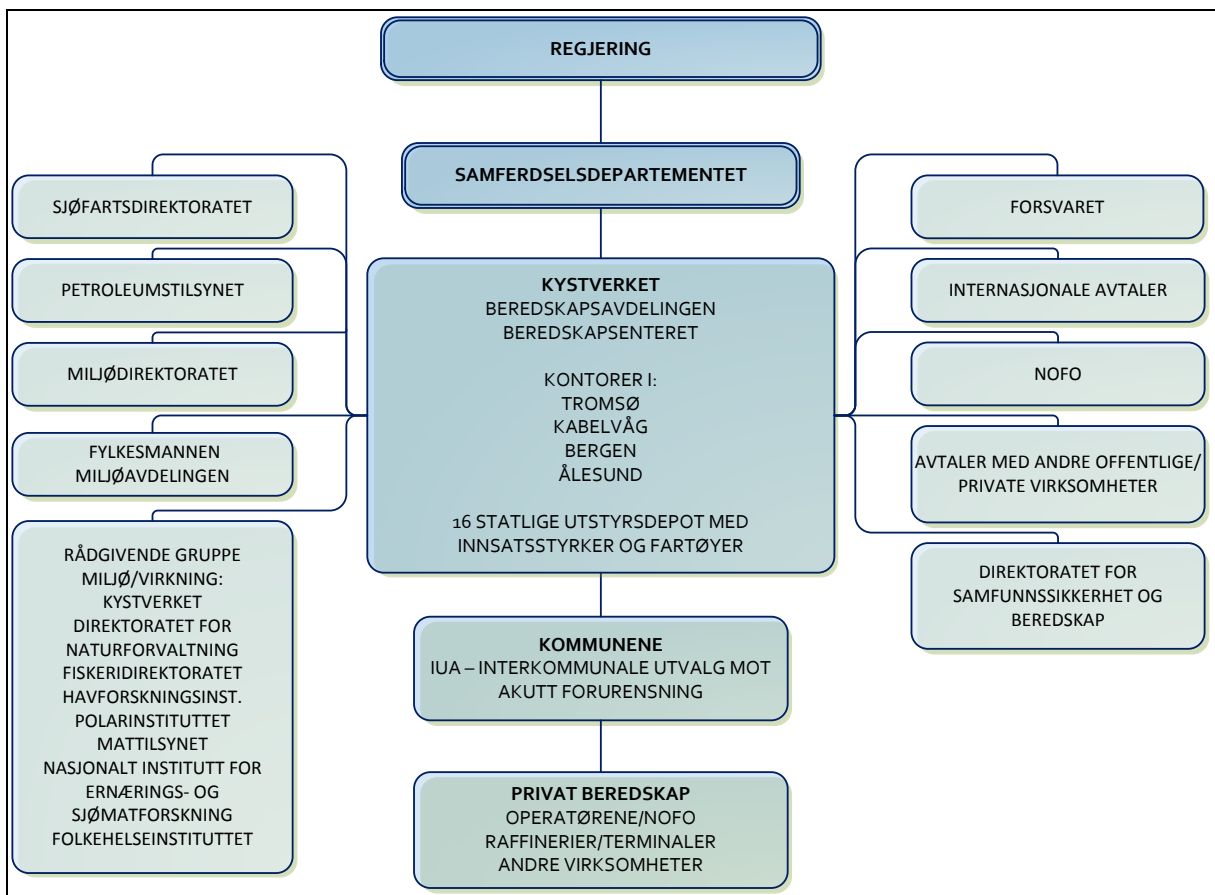 REGJERING
SAMFERDSELSDEPARTEMENTET
SJØFARTSDIREKTORATET
PETROLEUMSTILSYNET
MILJØDIREKTORATET
FYLKESMANNEN
MILJØAVDELINGEN
RÅDGIVENDE GRUPPE
MILJØ/VIRKNING:
KYSTVERKET
DIREKTORATET FOR
NATURFORVALTNING
FISKERIDIREKTORATET
HAVFORSKNINGSINST.
POLARINSTITUTTET
MATTILSYNET
NASJONALT INSTITUTT FOR
ERNÆRINGS- OG
SJØMATFORSKNING
FOLKEHELSEINSTITUTTET
KYSTVERKET
BEREDSKAPSAVDELINGEN
BEREDSKAPSENTERET
KONTORER I:
TROMSØ
KABELVÅG
BERGEN
ÅLESUND
16 STATLIGE UTSTYRSDEPOT MED
INNSATSSTYRKER OG FARTØYER
KOMMUNENE
IUA – INTERKOMMUNALE UTVALG MOT
AKUTT FORURENSNING
PRIVAT BEREDSKAP
OPERATØRENE/NOFO
RAFFINERIER/TERMINALER
ANDRE VIRKSOMHETER
FORSVARET
INTERNASJONALE AVTALER
NOFO
AVTALER MED ANDRE OFFENTLIGE/
PRIVATE VIRKSOMHETER
DIREKTORATET FOR
SAMFUNNSSIKKERHET OG
BEREDSKAP